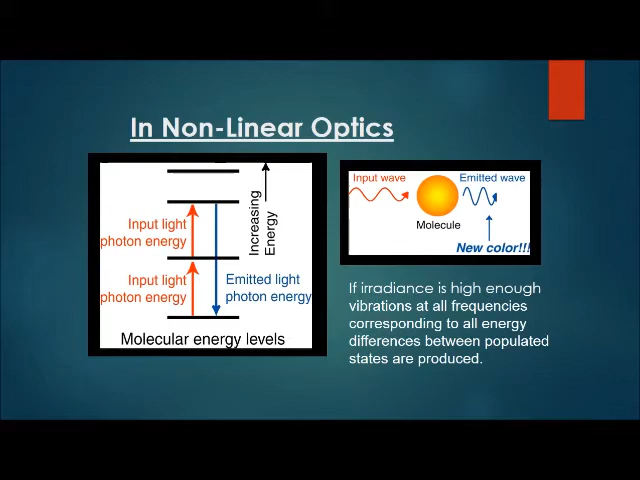 In Non-Linear Optics
Input light
photon energy
Input light
photon energy
Increasing
Energy
Emitted light
photon energy
Molecular energy levels
Input wave
Emitted wave
Molecule
New color!!!
If irradiance is high enough
vibrations at all frequencies
corresponding to all energy
differences between populated
states are produced.